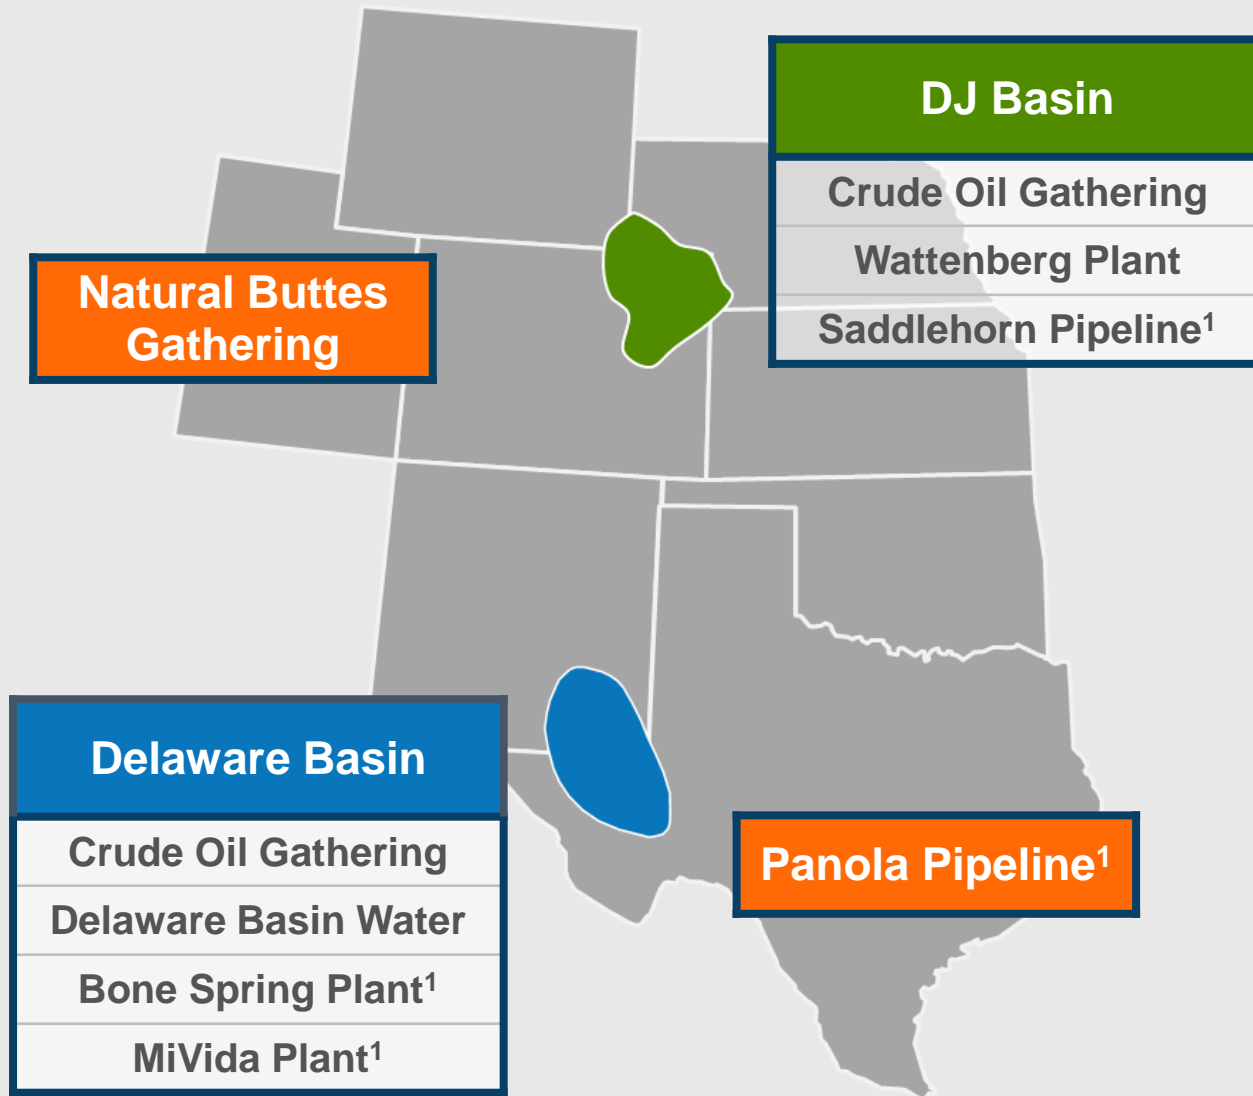 DJ Basin
Crude Oil Gathering
Wattenberg Plant
Saddlehorn Pipeline¹
Natural Buttes
Gathering
Delaware Basin
Crude Oil Gathering
Delaware Basin Water
Bone Spring Plant¹
MiVida Plant¹
Panola Pipeline¹